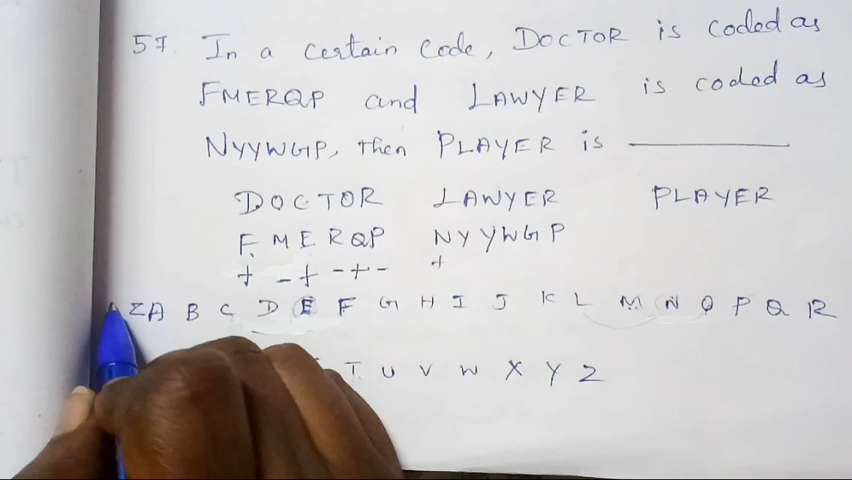 57. In a certain code, DOCTOR is coded as
FMERQP and LAWYER is coded as
NYYWGP, then PLAYER is ________
DOCTOR LAWYER PLAYER
FMERQP NYYWGP
+ - + - + - +
Z A B C D E F G H I J K L M N O P Q R
T U V W X Y Z